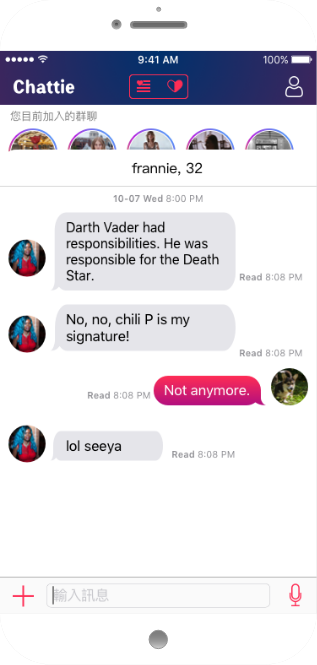 9:41 AM
100%
Chattie
您目前加入的群聊
frannie, 32
10-07 Wed 8:00 PM
Darth Vader had
responsibilities. He was
responsible for the Death
Star.
Read 8:08 PM
No, no, chili P is my
signature!
Read 8:08 PM
Read 8:08 PM
Not anymore.
lol seeya
Read 8:08 PM
輸入訊息